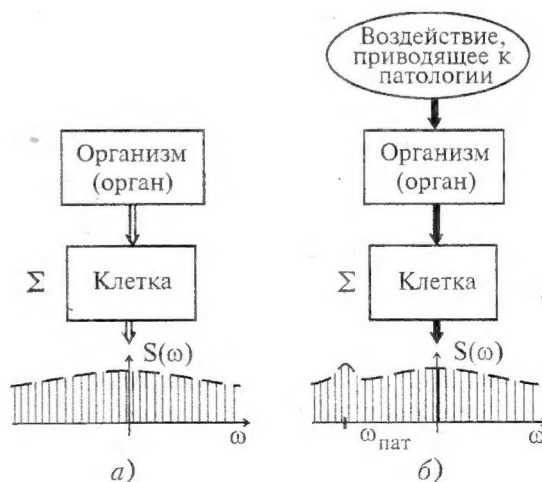 Организм
(орган)
Σ
Клетка
S(ω)
ω
а)
Воздействие,
приводящее к
патологии
Организм
(орган)
Σ
Клетка
S(ω)
ωпат
ω
б)